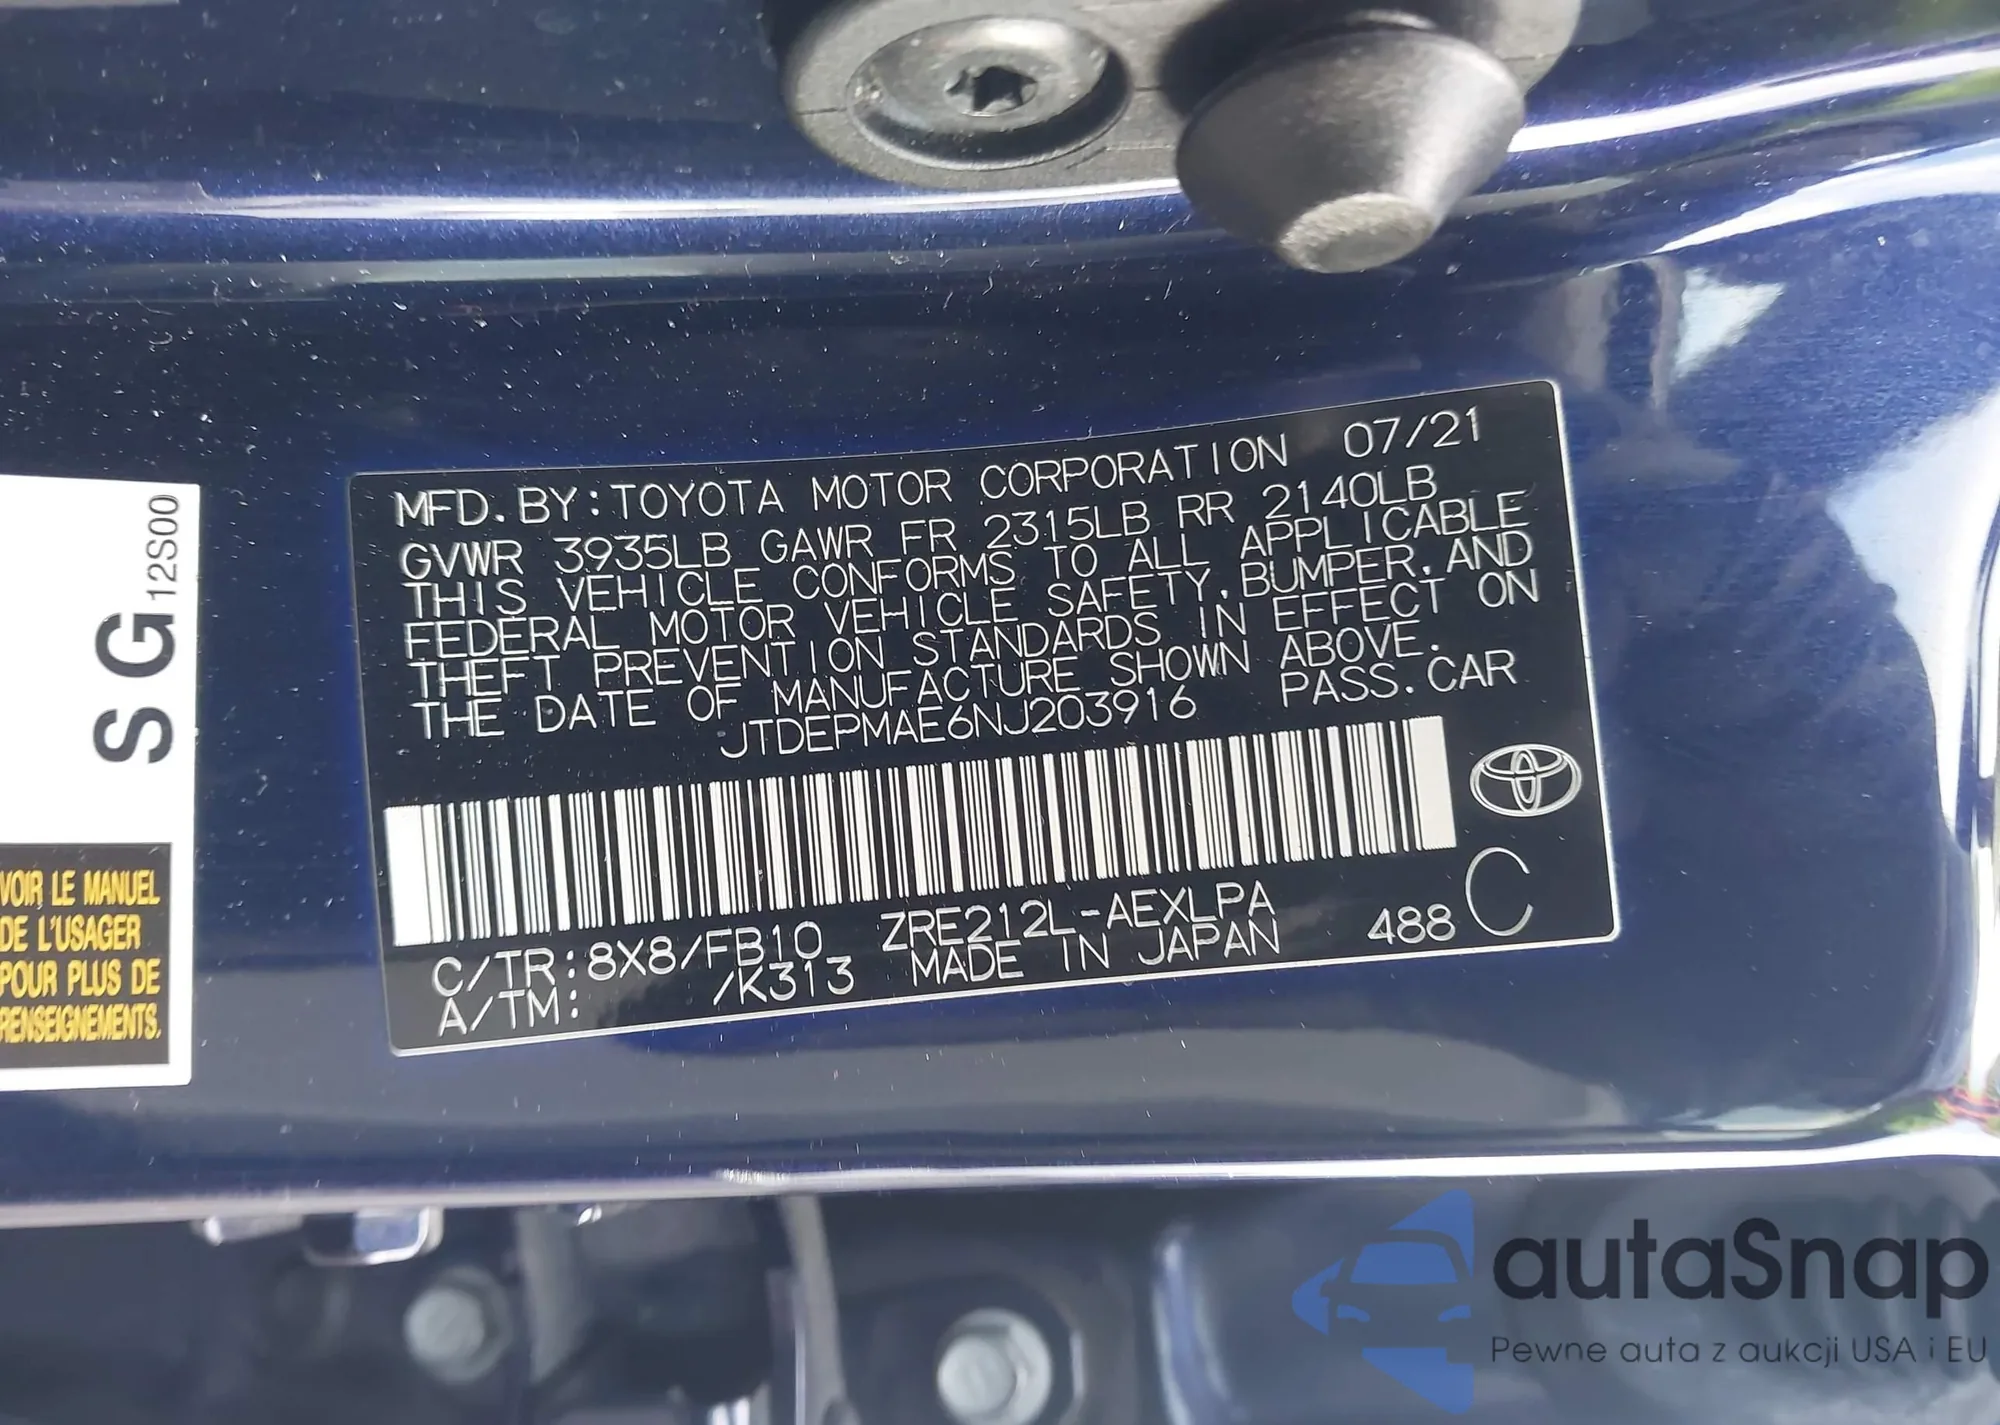 MFD. BY: TOYOTA MOTOR CORPORATION 07/21
GVWR 3935LB GAWR FR 2315LB RR 2140LB
THIS VEHICLE CONFORMS TO ALL APPLICABLE
FEDERAL MOTOR VEHICLE SAFETY, BUMPER, AND
THEFT PREVENTION STANDARDS IN EFFECT ON
THE DATE OF MANUFACTURE SHOWN ABOVE.
JTDEPMAE6NJ203916 PASS. CAR
C/TR: 8X8/FB10 ZRE212L-AEXLPA
A/TM: /K313 MADE IN JAPAN 488 C
S G 12S00
VOIR LE MANUEL
DE L'USAGER
POUR PLUS DE
RENSEIGNEMENTS.
autaSnap
Pewne auta z aukcji USA i EU